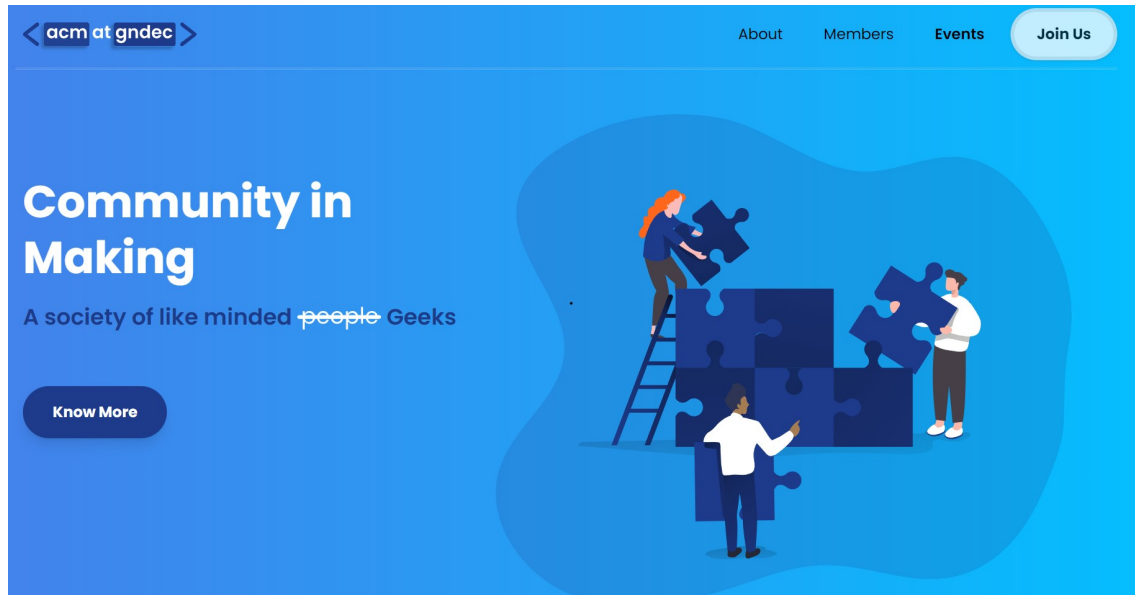 < acm at gndec >
About Members Events Join Us
Community in
Making
A society of like minded people Geeks
Know More